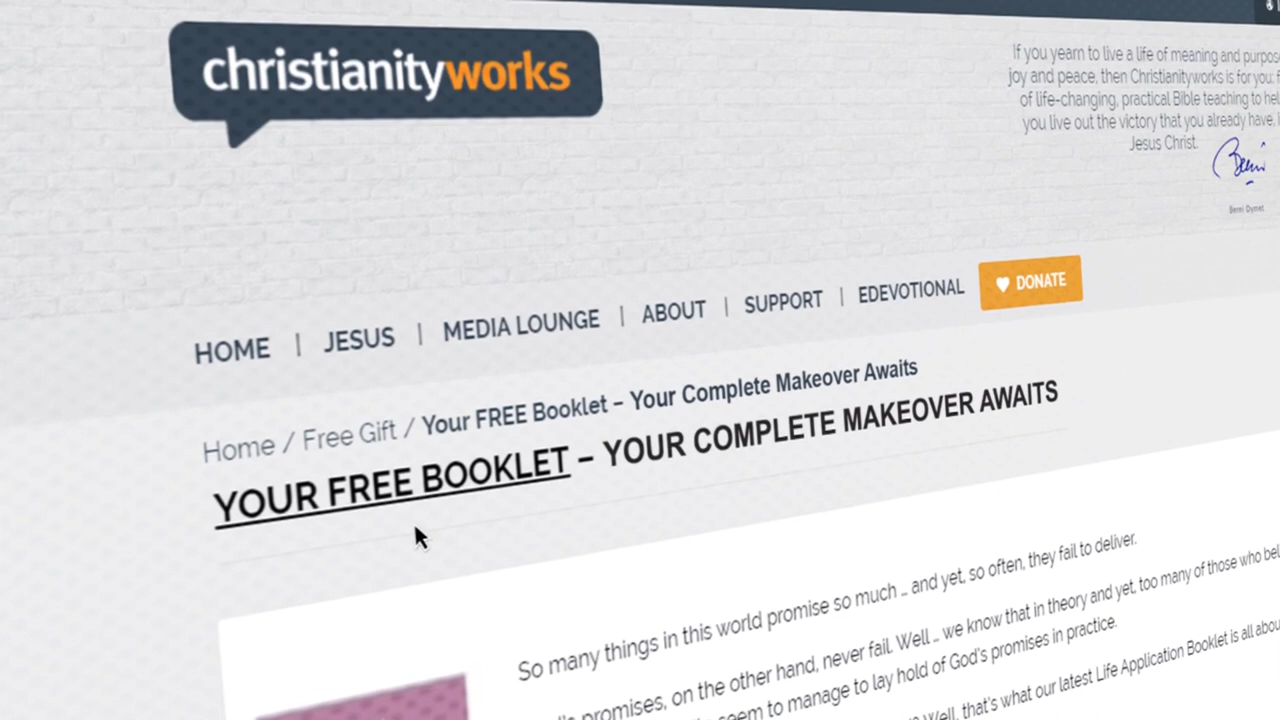 christianityworks
If you yearn to live a life of meaning and purpose
joy and peace, then Christianityworks is for you:
of life-changing, practical Bible teaching to
you live out the victory that you already have,
Jesus Christ.
Berni
Berni Dymet
HOME | JESUS | MEDIA LOUNGE | ABOUT | SUPPORT | EDEVOTIONAL DONATE
Home / Free Gift / Your FREE Booklet – Your Complete Makeover Awaits
YOUR FREE BOOKLET – YOUR COMPLETE MAKEOVER AWAITS
So many things in this world promise so much … and yet, so often, they fail to deliver.
promises, on the other hand, never fail. Well … we know that in theory and yet, too many of those who
seem to manage to lay hold of God's promises in practice.
Well, that's what our latest Life Application Booklet is all